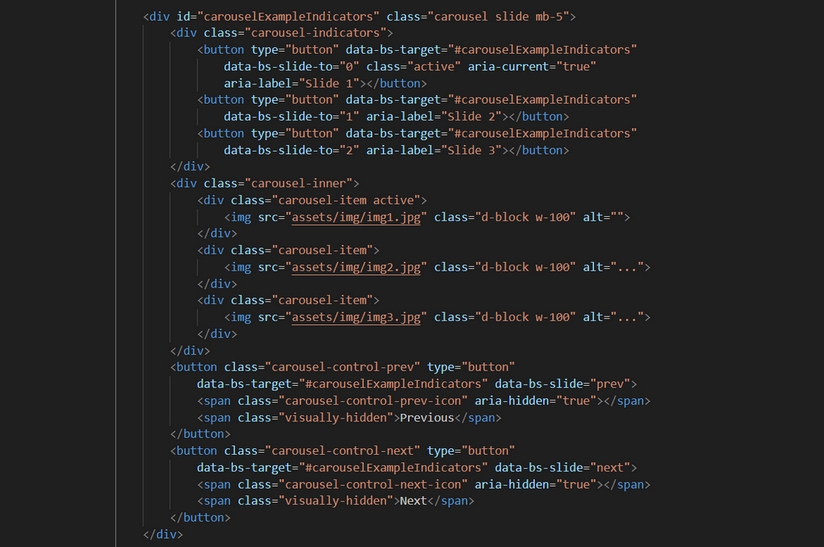 <div id="carouselExampleIndicators" class="carousel slide mb-5">
<div class="carousel-indicators">
<button type="button" data-bs-target="#carouselExampleIndicators"
data-bs-slide-to="0" class="active" aria-current="true"
aria-label="Slide 1"></button>
<button type="button" data-bs-target="#carouselExampleIndicators"
data-bs-slide-to="1" aria-label="Slide 2"></button>
<button type="button" data-bs-target="#carouselExampleIndicators"
data-bs-slide-to="2" aria-label="Slide 3"></button>
</div>
<div class="carousel-inner">
<div class="carousel-item active">
<img src="assets/img/img1.jpg" class="d-block w-100" alt="">
</div>
<div class="carousel-item">
<img src="assets/img/img2.jpg" class="d-block w-100" alt="...">
</div>
<div class="carousel-item">
<img src="assets/img/img3.jpg" class="d-block w-100" alt="...">
</div>
</div>
<button class="carousel-control-prev" type="button"
data-bs-target="#carouselExampleIndicators" data-bs-slide="prev">
<span class="carousel-control-prev-icon" aria-hidden="true"></span>
<span class="visually-hidden">Previous</span>
</button>
<button class="carousel-control-next" type="button"
data-bs-target="#carouselExampleIndicators" data-bs-slide="next">
<span class="carousel-control-next-icon" aria-hidden="true"></span>
<span class="visually-hidden">Next</span>
</button>
</div>